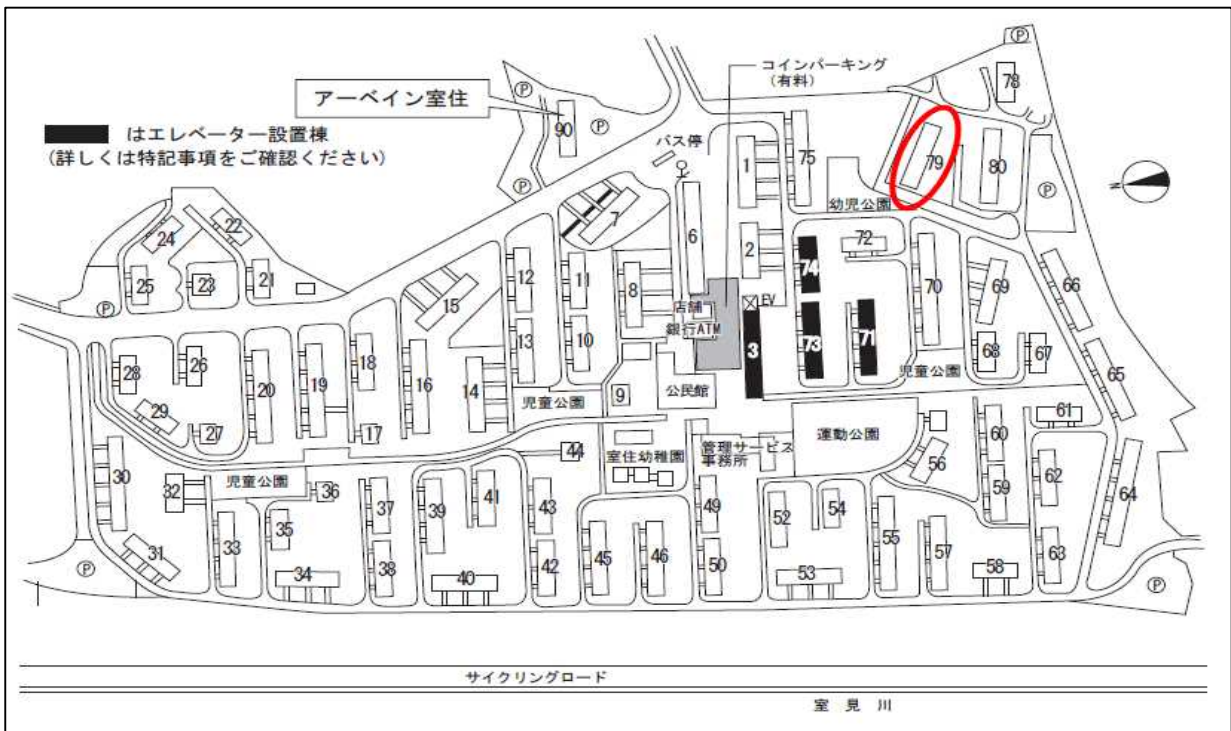 コインパーキング
(有料)
アーベイン室住
はエレベーター設置棟
(詳しくは特記事項をご確認ください)
バス停
P
P
P
P
P
P
P
P
N
90
78
79
80
75
1
幼児公園
7
6
2
72
74
70
69
66
24
22
25
23
21
12
11
8
15
店舗
EV
銀行ATM
13
10
3
73
71
68
67
65
28
26
20
19
18
16
14
9
公民館
児童公園
児童公園
29
27
17
44
室住幼稚園
管理サービス
事務所
運動公園
61
60
56
30
32
児童公園
36
37
39
41
43
49
52
54
59
62
64
31
33
35
34
38
40
42
45
46
50
53
55
57
58
63
サイクリングロード
室見川